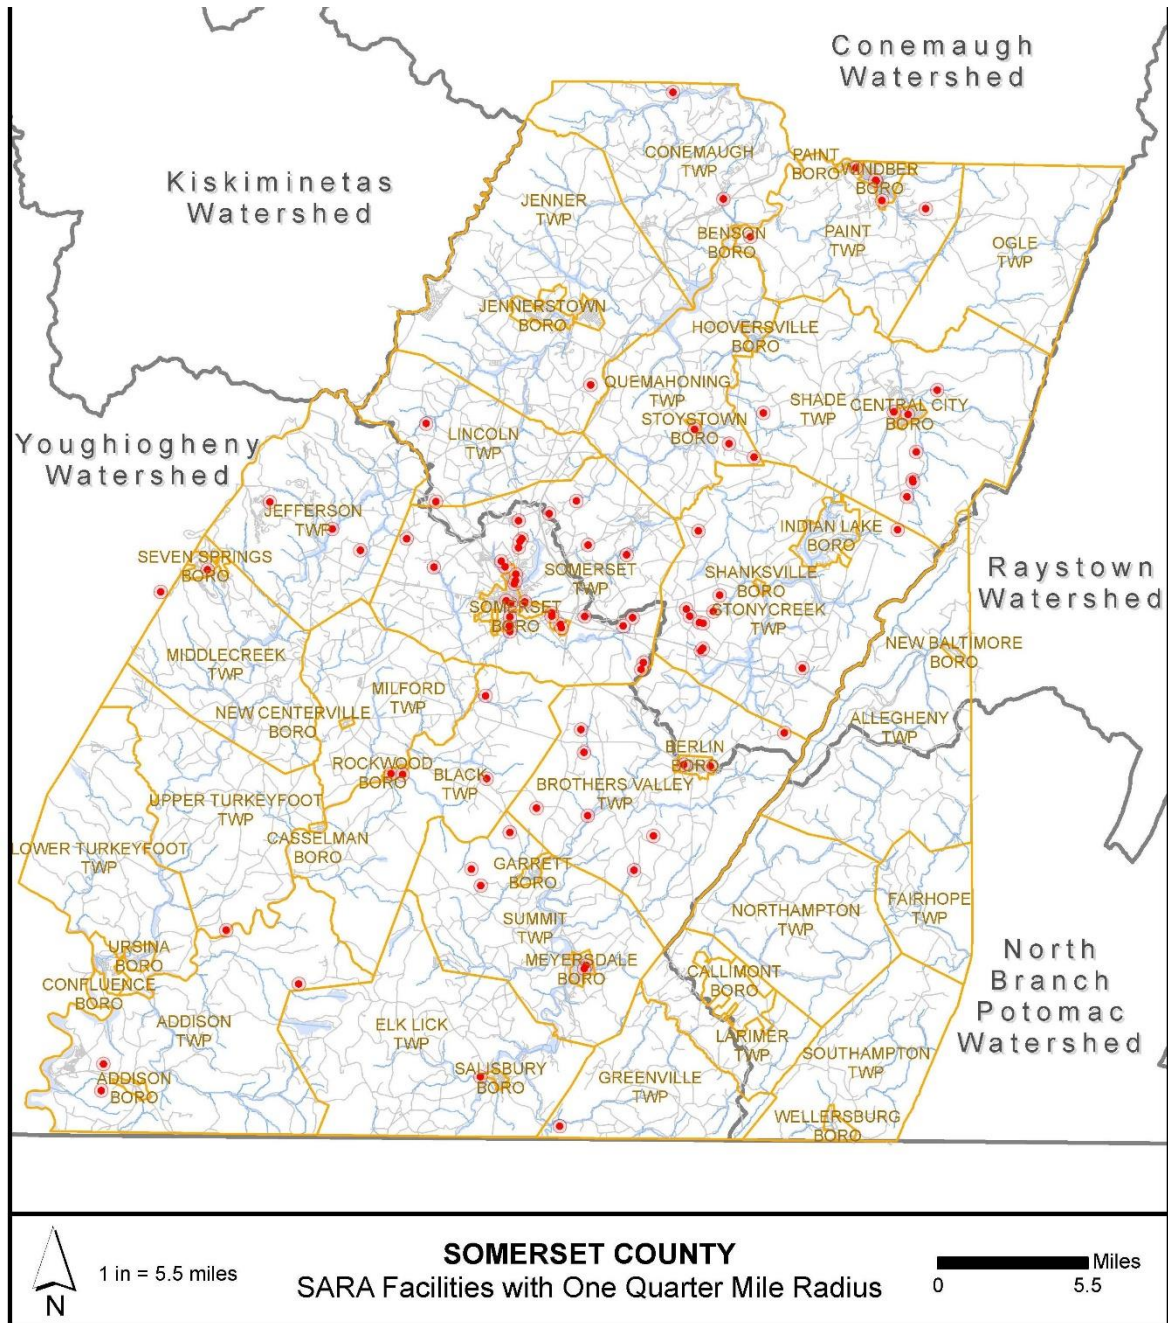 Conemaugh
Watershed
Kiskiminetas
Watershed
CONEMAUGH
TWP
PAINT
BORO
WINDBER
BORO
JENNER
TWP
BENSON
BORO
PAINT
TWP
OGLE
TWP
JENNERSTOWN
BORO
HOOVERSVILLE
BORO
QUEMAHONING
TWP
STOYSTOWN
BORO
SHADE
TWP
CENTRAL CITY
BORO
LINCOLN
TWP
Youghiogheny
Watershed
JEFFERSON
TWP
SEVEN SPRINGS
BORO
INDIAN LAKE
BORO
SOMERSET
TWP
SHANKSVILLE
BORO
STONYCREEK
TWP
SOMERSET
BORO
Raystown
Watershed
NEW BALTIMORE
BORO
MIDDLECREEK
TWP
MILFORD
TWP
NEW CENTERVILLE
BORO
ALLEGHENY
TWP
ROCKWOOD
BORO
BLACK
TWP
BERLIN
BORO
BROTHERS VALLEY
TWP
UPPER TURKEYFOOT
TWP
CASSELMAN
BORO
LOWER TURKEYFOOT
TWP
GARRETT
BORO
SUMMIT
TWP
NORTHAMPTON
TWP
FAIRHOPE
TWP
URSINA
BORO
CONFLUENCE
BORO
MEYERSDALE
BORO
CALLIMONT
BORO
North
Branch
Potomac
Watershed
ADDISON
TWP
ELK LICK
TWP
LARIMER
TWP
SOUTHAMPTON
TWP
ADDISON
BORO
SALISBURY
BORO
GREENVILLE
TWP
WELLERSBURG
BORO
N
1 in = 5.5 miles
SOMERSET COUNTY
SARA Facilities with One Quarter Mile Radius
Miles
0 5.5